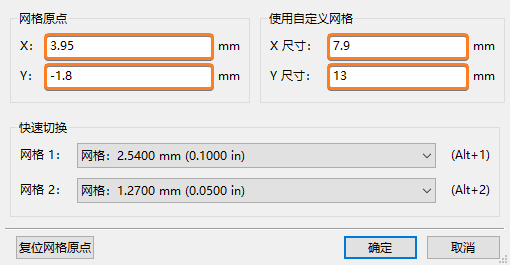 网格原点
X: 3.95 mm
Y: -1.8 mm
使用自定义网格
X 尺寸: 7.9 mm
Y 尺寸: 13 mm
快速切换
网格 1: 网格: 2.5400 mm (0.1000 in) (Alt+1)
网格 2: 网格: 1.2700 mm (0.0500 in) (Alt+2)
复位网格原点 确定 取消